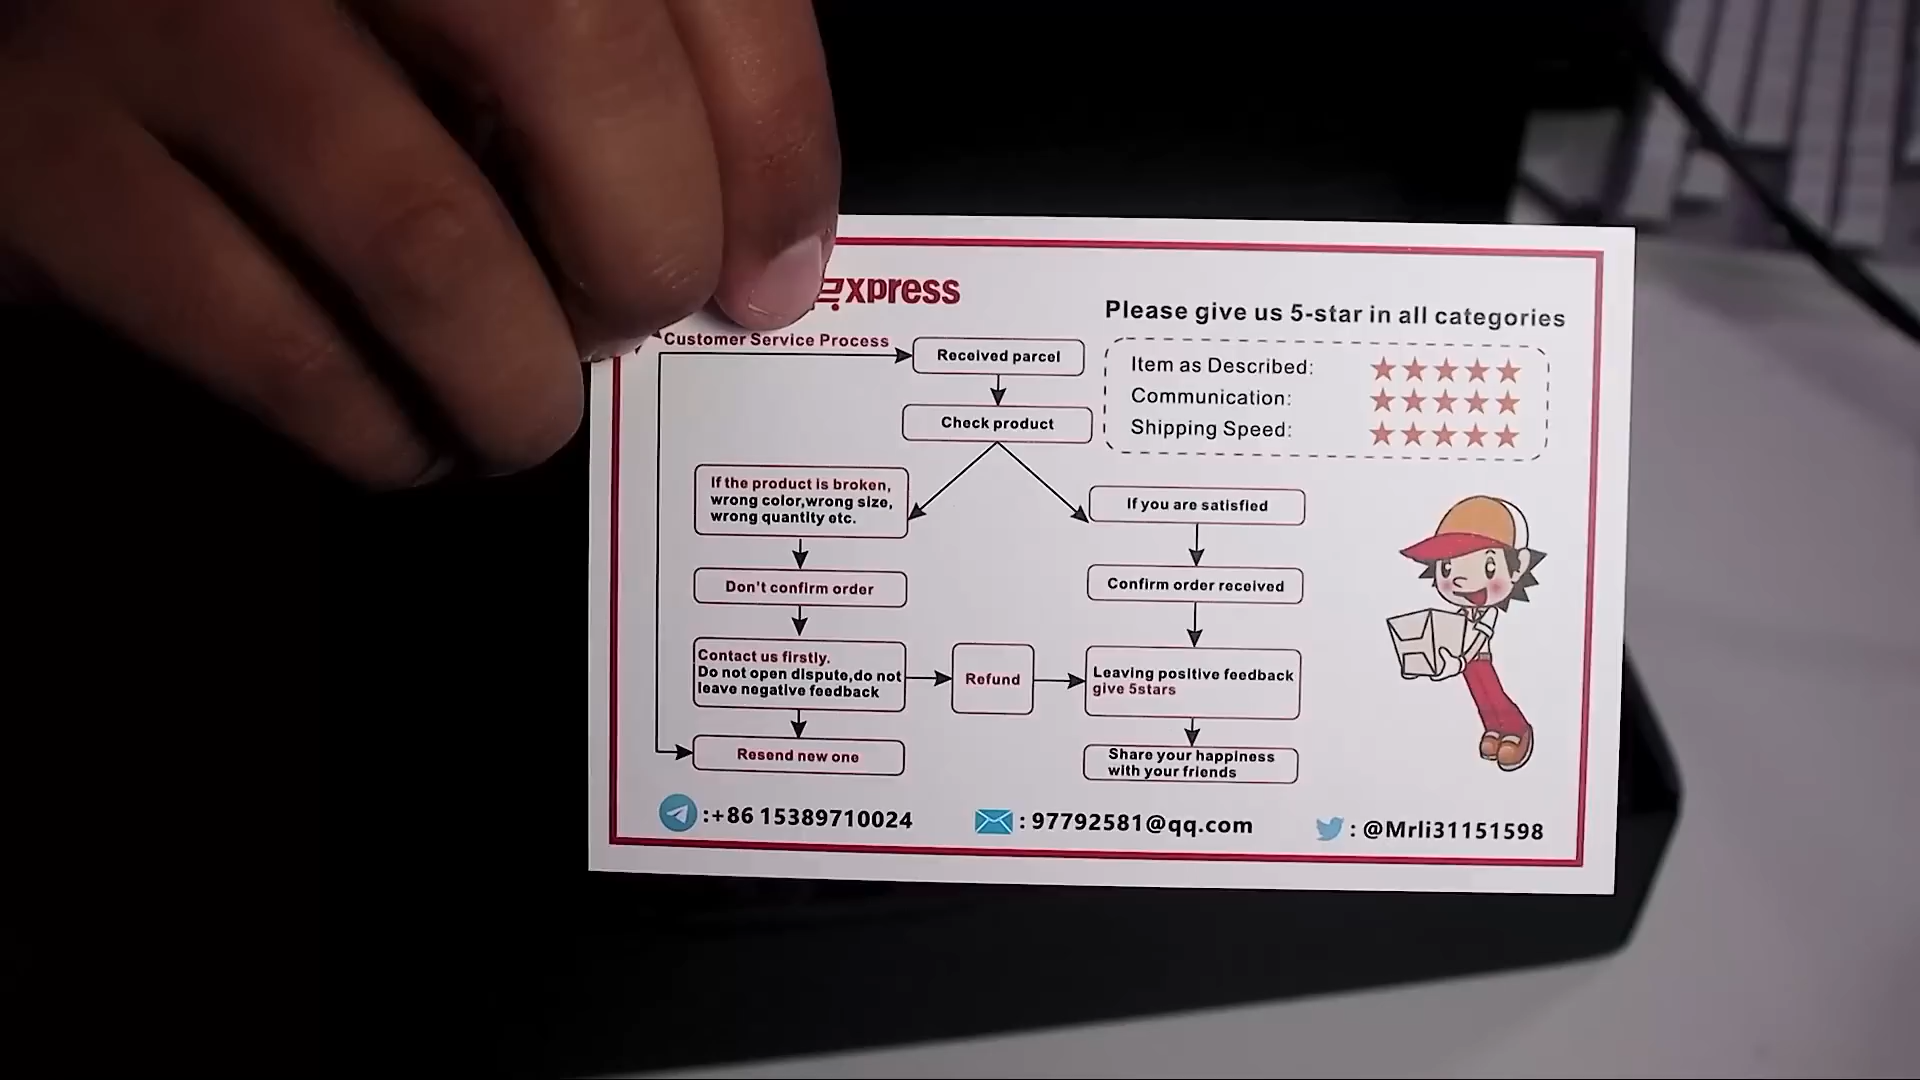 Express
Customer Service Process
Received parcel
Check product
If the product is broken,
wrong color,wrong size,
wrong quantity etc.
Don't confirm order
Contact us firstly.
Do not open dispute,do not
leave negative feedback
Refund
Resend new one
If you are satisfied
Confirm order received
Leaving positive feedback
give 5stars
Share your happiness
with your friends
Please give us 5-star in all categories
Item as Described: ★★★★★
Communication: ★★★★★
Shipping Speed: ★★★★★
:+86 15389710024
: 97792581@qq.com
: @Mrli31151598